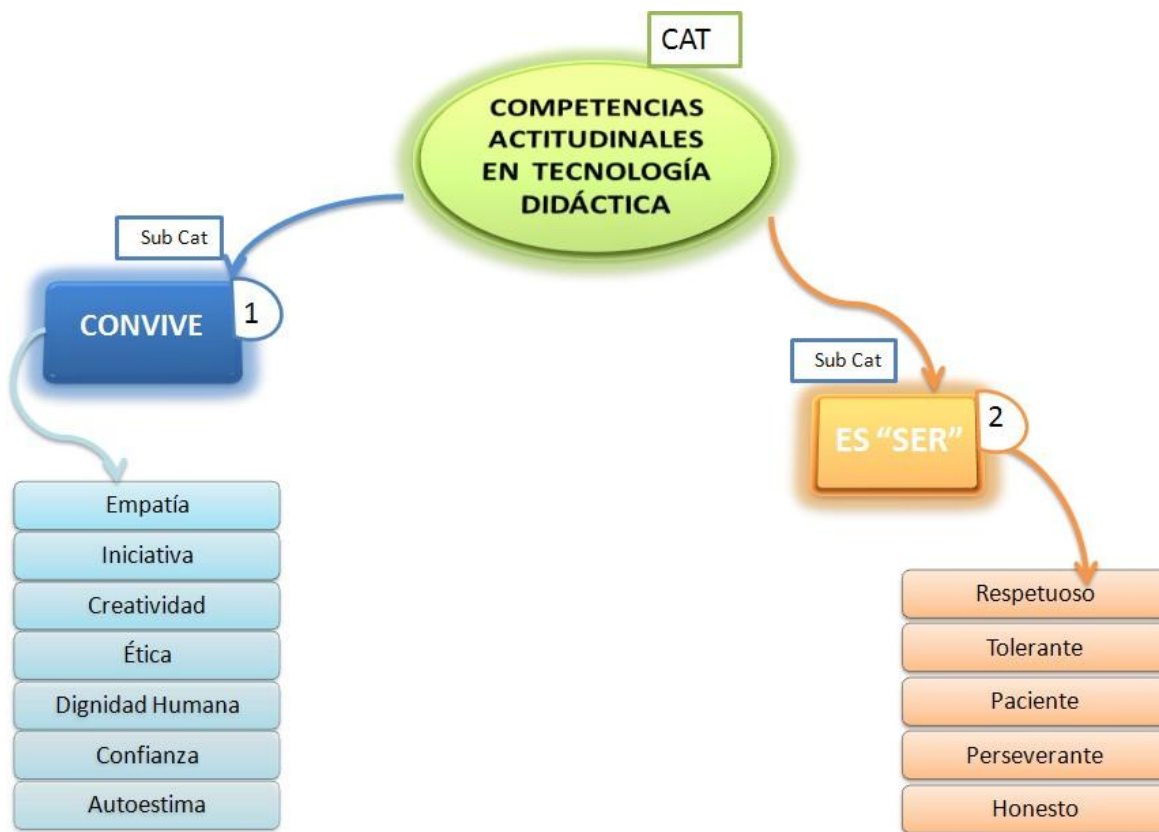 CAT
COMPETENCIAS
ACTITUDINALES
EN TECNOLOGÍA
DIDÁCTICA
Sub Cat
1
CONVIVE
Sub Cat
2
ES “SER”
Empatía
Iniciativa
Creatividad
Ética
Dignidad Humana
Confianza
Autoestima
Respetuoso
Tolerante
Paciente
Perseverante
Honesto